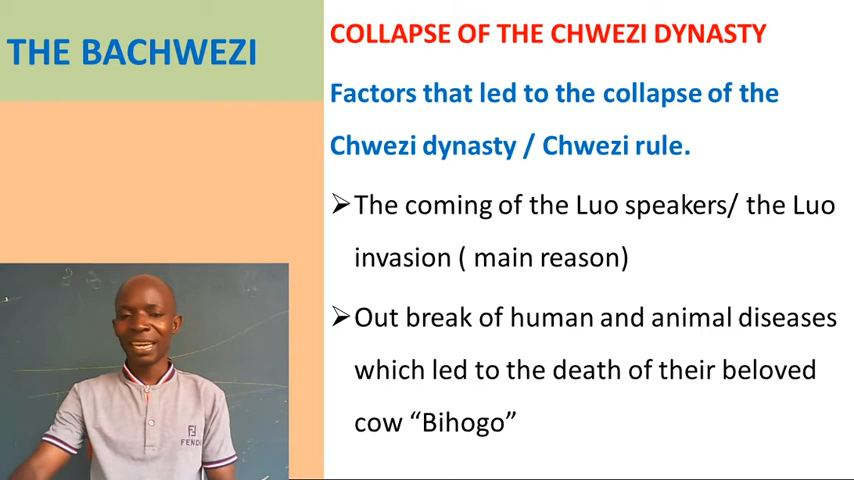 THE BACHWEZI
COLLAPSE OF THE CHWEZI DYNASTY
Factors that led to the collapse of the
Chwezi dynasty / Chwezi rule.
➢The coming of the Luo speakers/ the Luo
invasion ( main reason)
➢Out break of human and animal diseases
which led to the death of their beloved
cow “Bihogo”
FENDI